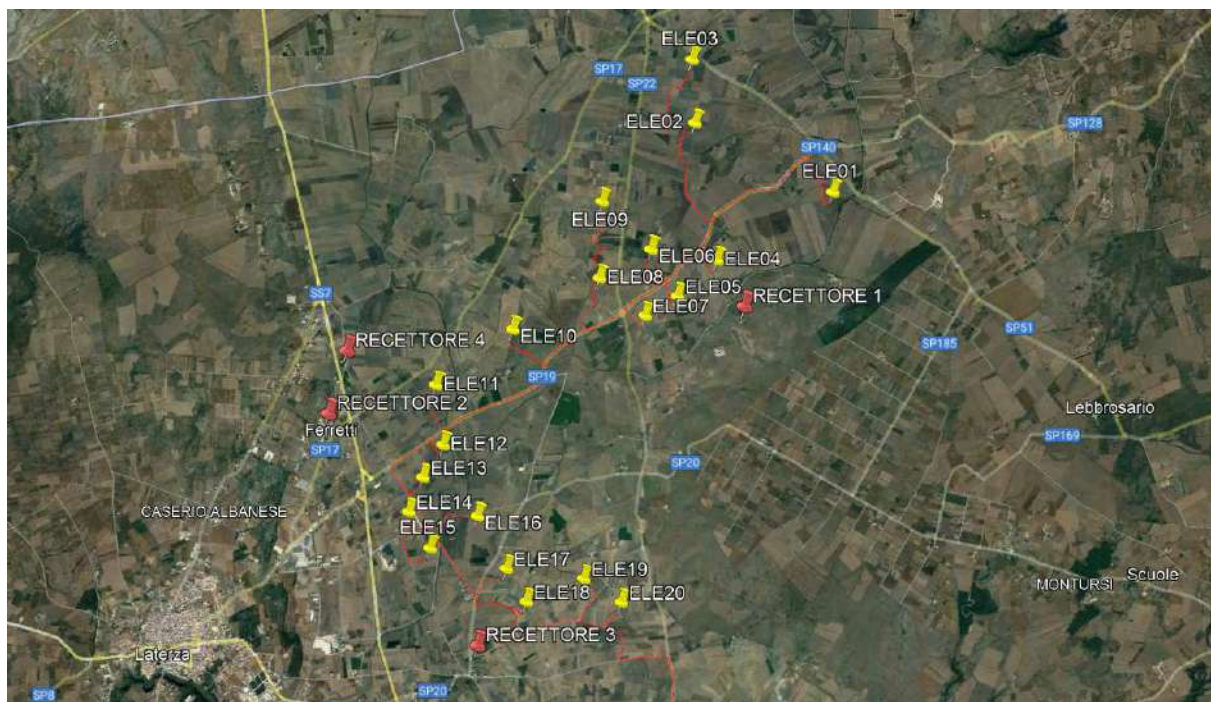 ELE03
SP17
SP22
ELE02
SP128
SP140
ELE01
ELE09
ELE06
ELE04
ELE08
SS7
ELE05
RECETTORE 1
ELE07
SP51
ELE10
RECETTORE 4
SP185
SP19
ELE11
RECETTORE 2
Lebbrosario
Ferretti
SP17
ELE12
SP169
SP20
ELE13
CASERIO ALBANESE
ELE14
ELE15
ELE16
ELE17
ELE19
Scuole
MONTURSI
ELE18
ELE20
RECETTORE 3
Laterza
SP20
SP8